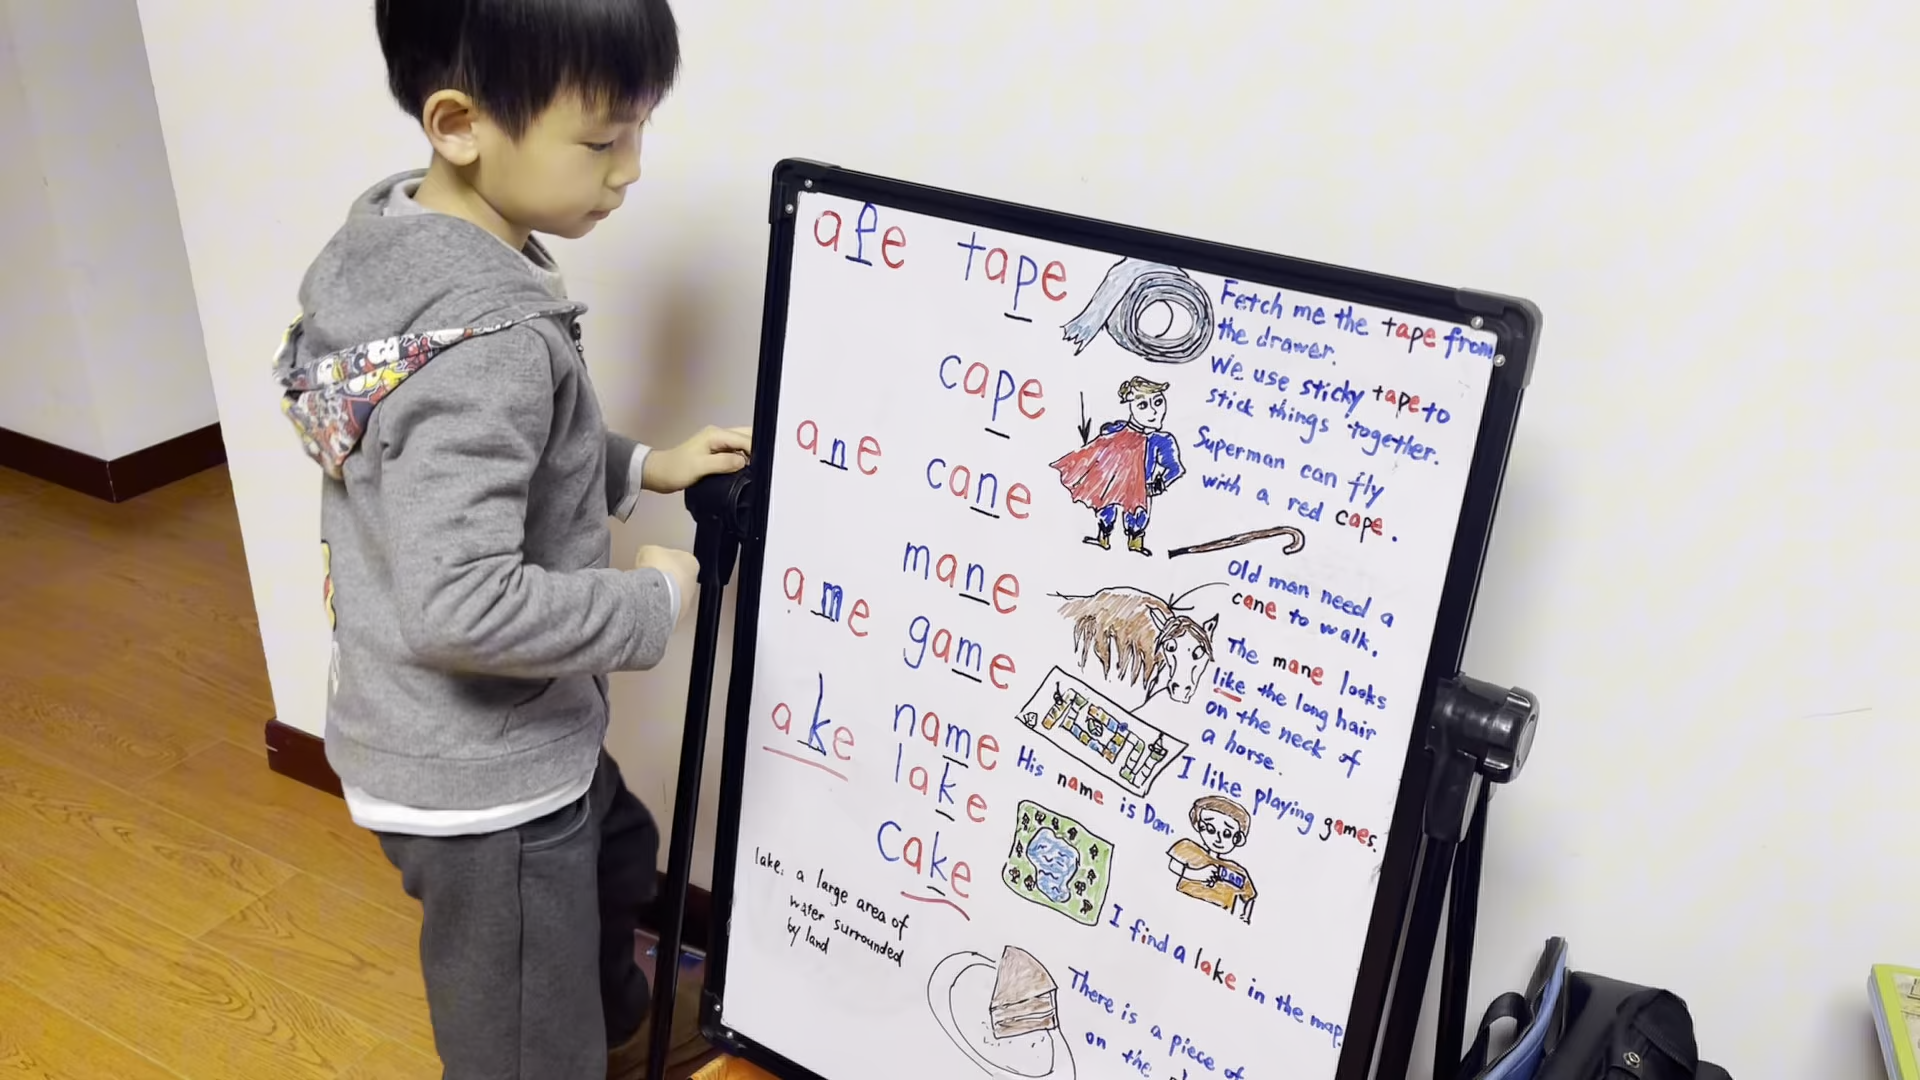 afe tape
Fetch me the tape from
the drawer.
We use sticky tape to
stick things together.
cape
Superman can fly
with a red cape.
ane cane
Old man need a
cane to walk.
mane
The mane looks
like the long hair
on the neck of
a horse.
ame game
I like playing games.
name
His name is Dan.
Dan
ake lake
I find a lake in the map.
cake
lake: a large area of
water surrounded
by land
There is a piece of
on the